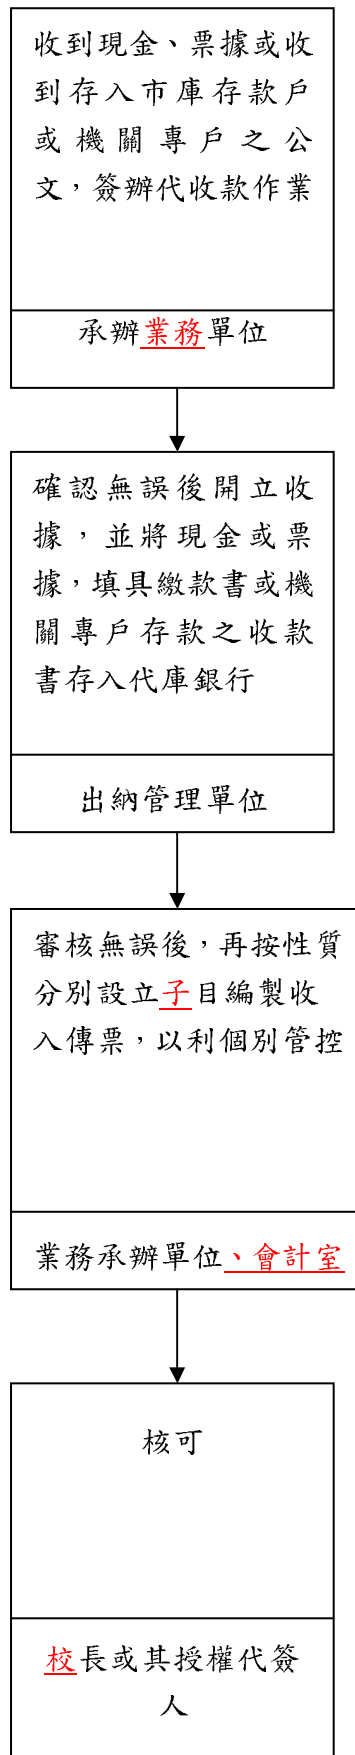 收到現金、票據或收
到存入市庫存款戶
或機關專戶之公
文，簽辦代收款作業
承辦業務單位
確認無誤後開立收
據，並將現金或票
據，填具繳款書或機
關專戶存款之收款
書存入代庫銀行
出納管理單位
審核無誤後，再按性質
分別設立子目編製收
入傳票，以利個別管控
業務承辦單位、會計室
核可
校長或其授權代簽
人